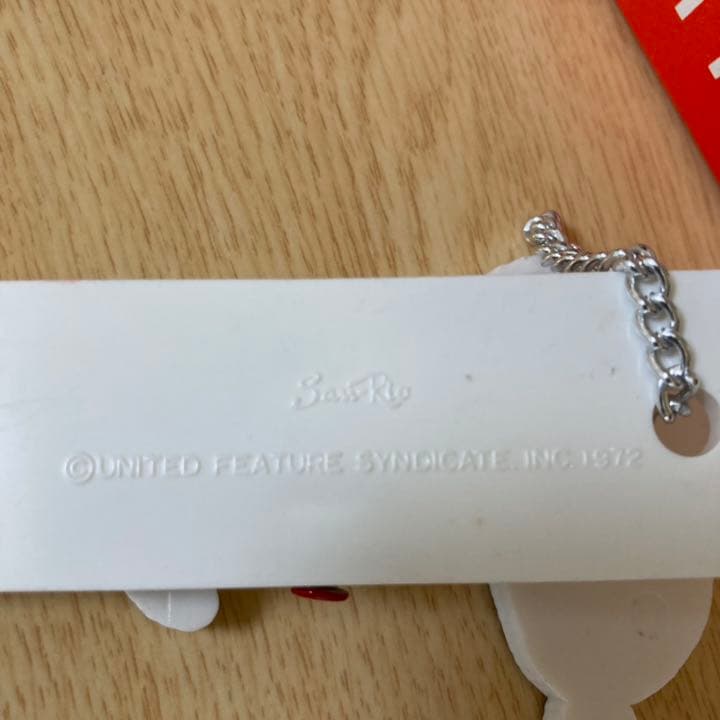 SanRio
©UNITED FEATURE SYNDICATE, INC. 1972